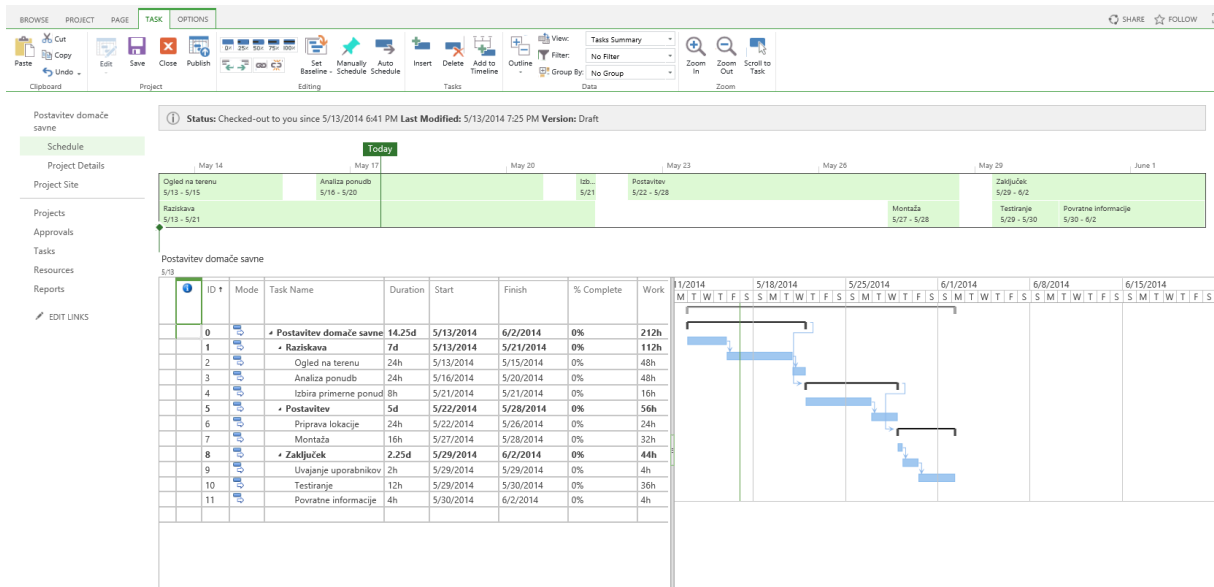 BROWSE PROJECT PAGE TASK OPTIONS SHARE FOLLOW
Paste
Cut
Copy
Undo
Clipboard
Edit Save Close Publish
Project
0% 25% 50% 75% 100%
Set Baseline Manually Schedule Auto Schedule
Editing
Insert Delete Add to Timeline
Tasks
Outline
View: Tasks Summary
Filter: No Filter
Group By: No Group
Data
Zoom In Zoom Out Scroll to Task
Zoom
Postavitev domače savne
Schedule
Project Details
Project Site
Projects
Approvals
Tasks
Resources
Reports
EDIT LINKS
Status: Checked-out to you since 5/13/2014 6:41 PM Last Modified: 5/13/2014 7:25 PM Version: Draft
Today
May 14 May 17 May 20 May 23 May 26 May 29 June 1
Ogled na terenu Analiza ponudb Izb... Postavitev Zaključek
5/13 - 5/15 5/16 - 5/20 5/21 5/22 - 5/28 5/29 - 6/2
Raziskava Montaža Testiranje Povratne informacije
5/13 - 5/21 5/27 - 5/28 5/29 - 5/30 5/30 - 6/2
Postavitev domače savne
5/13
ID Mode Task Name Duration Start Finish % Complete Work
11/2014 5/18/2014 5/25/2014 6/1/2014 6/8/2014 6/15/2014
M T W T F S S M T W T F S S M T W T F S S M T W T F S S M T W T F S S M T W T F S
0 Postavitev domače savne 14.25d 5/13/2014 6/2/2014 0% 212h
1 Raziskava 7d 5/13/2014 5/21/2014 0% 112h
2 Ogled na terenu 24h 5/13/2014 5/15/2014 0% 48h
3 Analiza ponudb 24h 5/16/2014 5/20/2014 0% 48h
4 Izbira primerne ponud 8h 5/21/2014 5/21/2014 0% 16h
5 Postavitev 5d 5/22/2014 5/28/2014 0% 56h
6 Priprava lokacije 24h 5/22/2014 5/26/2014 0% 24h
7 Montaža 16h 5/27/2014 5/28/2014 0% 32h
8 Zaključek 2.25d 5/29/2014 6/2/2014 0% 44h
9 Uvajanje uporabnikov 2h 5/29/2014 5/29/2014 0% 4h
10 Testiranje 12h 5/29/2014 5/30/2014 0% 36h
11 Povratne informacije 4h 5/30/2014 6/2/2014 0% 4h